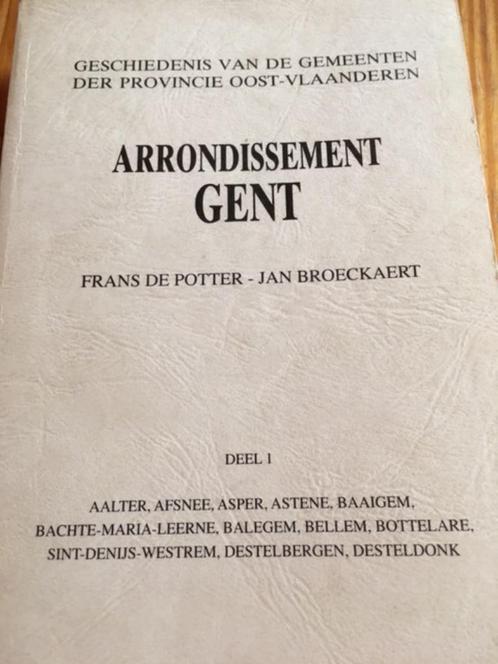 GESCHIEDENIS VAN DE GEMEENTEN
DER PROVINCIE OOST-VLAANDEREN
ARRONDISSEMENT
GENT
FRANS DE POTTER - JAN BROECKAERT
DEEL 1
AALTER, AFSNEE, ASPER, ASTENE, BAAIGEM,
BACHTE-MARIA-LEERNE, BALEGEM, BELLEM, BOTTELARE,
SINT-DENIJS-WESTREM, DESTELBERGEN, DESTELDONK